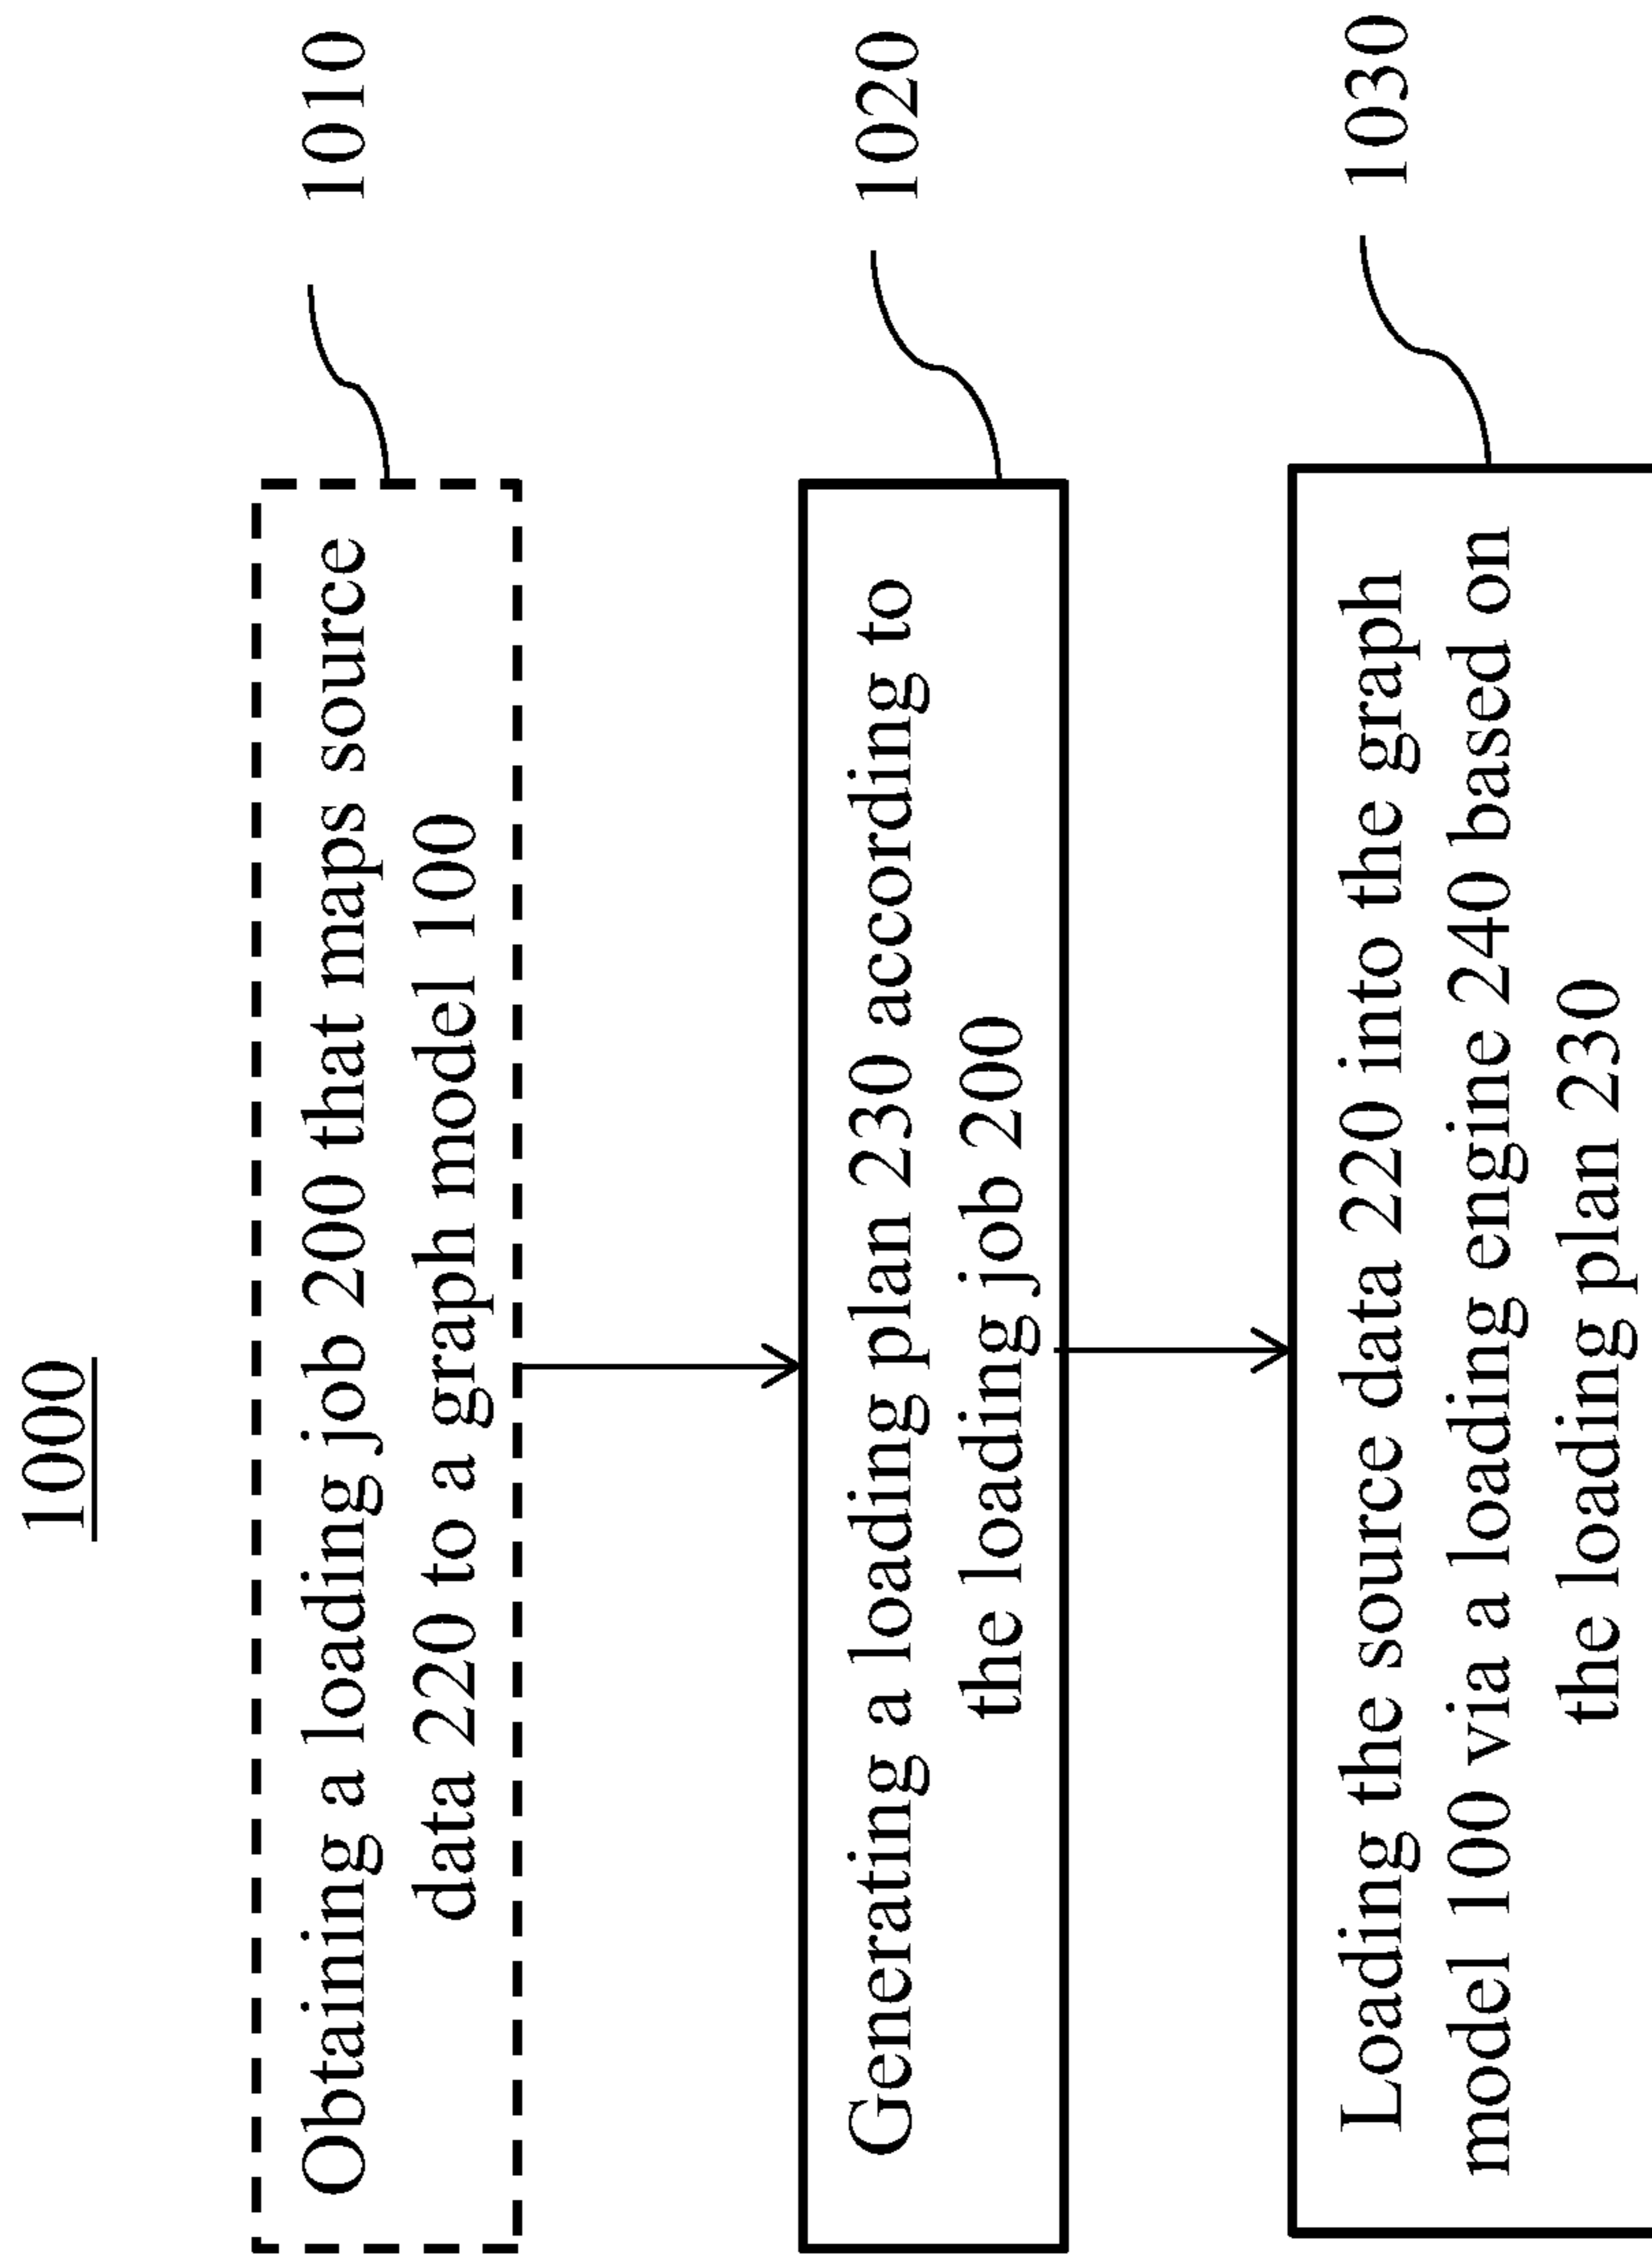 1000
Obtaining a loading job 200 that maps source
data 220 to a graph model 100
1010
Generating a loading plan 230 according to
the loading job 200
1020
Loading the source data 220 into the graph
model 100 via a loading engine 240 based on
the loading plan 230
1030